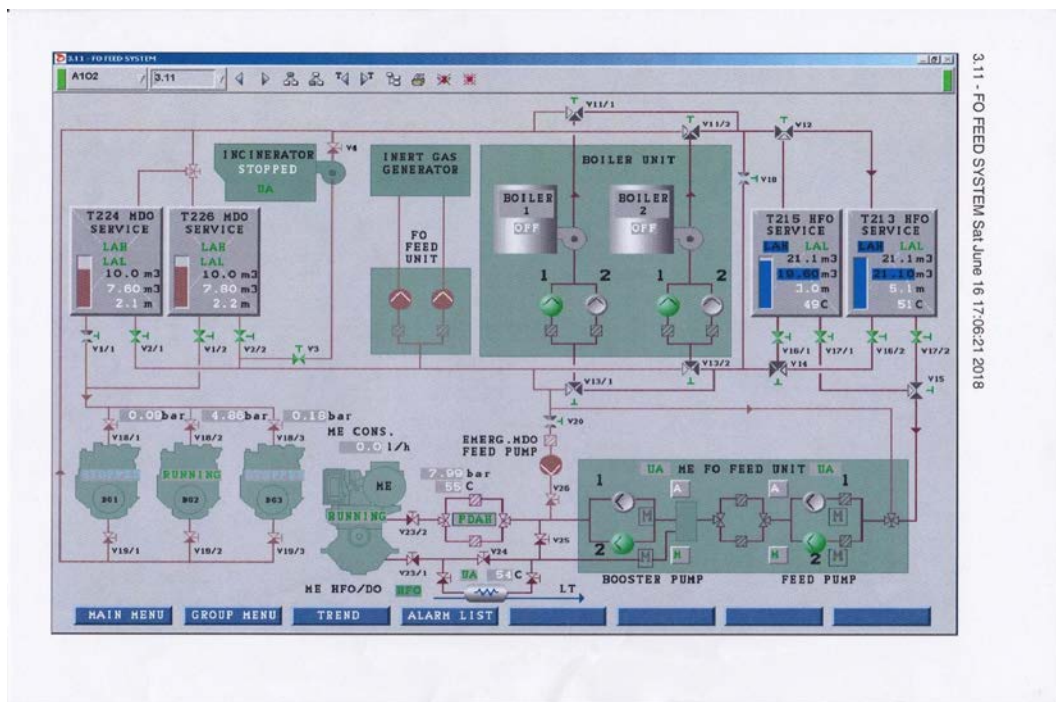 3.11 - FO FEED SYSTEM
A102
3.11
3.11 - FO FEED SYSTEM Sat June 16 17:06:21 2018
V11/1
V11/2
V12
V4
V18
INCINERATOR
STOPPED
UA
INERT GAS
GENERATOR
BOILER UNIT
BOILER
1
OFF
BOILER
2
OFF
T224 MDO
SERVICE
LAH
LAL
10.0 m3
7.60 m3
2.1 m
T226 MDO
SERVICE
LAH
LAL
10.0 m3
7.80 m3
2.2 m
FO
FEED
UNIT
1 2
1 2
T215 HFO
SERVICE
LAH LAL
21.1 m3
19.60 m3
3.0 m
49 C
T213 HFO
SERVICE
LAH LAL
21.1 m3
21.10 m3
5.1 m
51 C
V1/1
V2/1
V1/2
V2/2
V3
V16/1
V17/1
V16/2
V17/2
V13/1
V13/2
V14
V15
0.09 bar
4.86 bar
0.18 bar
V18/1
V18/2
V18/3
DG1
RUNNING
DG2
DG3
V19/1
V19/2
V19/3
ME CONS.
0.0 l/h
ME
RUNNING
7.99 bar
55 C
PDAH
EMERG.MDO
FEED PUMP
V20
V26
V25
V24
V23/2
V23/1
UA
54 C
LT
ME HFO/DO HFO
UA ME FO FEED UNIT UA
1
A
A
1
M
M
2
M
H
H
2
M
BOOSTER PUMP
FEED PUMP
MAIN MENU
GROUP MENU
TREND
ALARM LIST